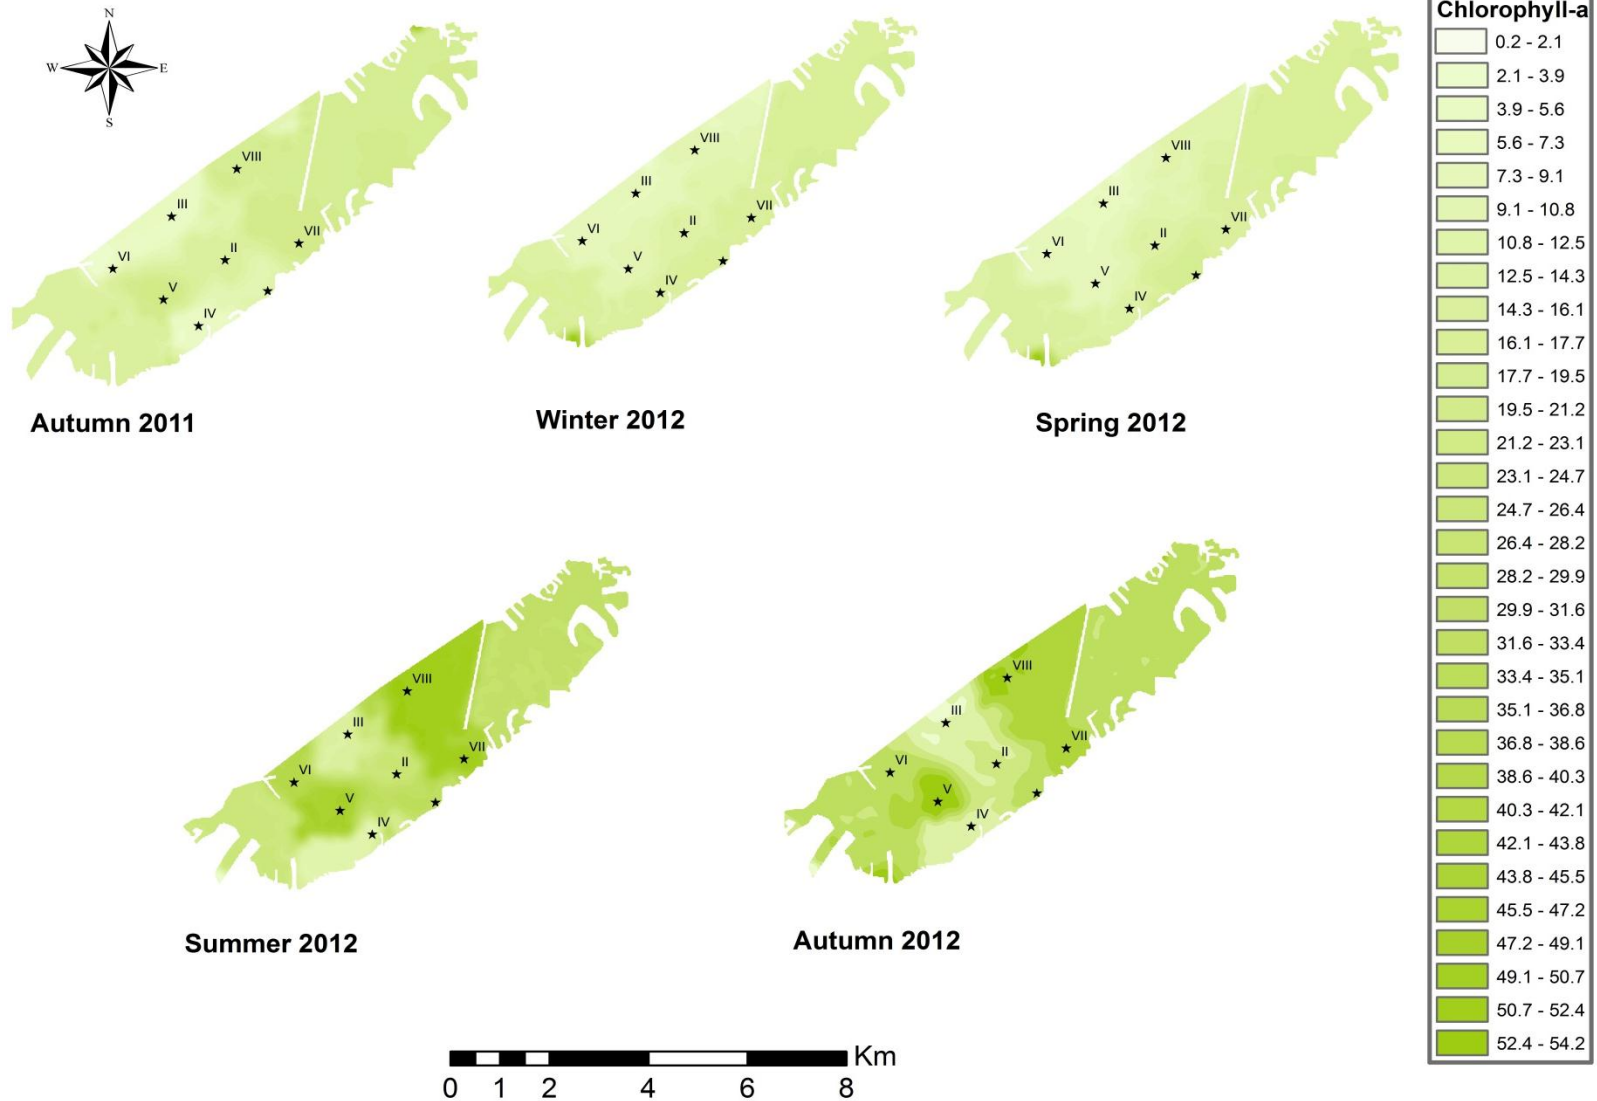 N
W E
S
VIII
III
VII
VI
II
V
IV
Autumn 2011
VIII
III
VII
VI
II
V
IV
Winter 2012
VIII
III
VII
VI
II
V
IV
Spring 2012
VIII
III
VII
VI
II
V
IV
Summer 2012
VIII
III
VII
VI
II
V
IV
Autumn 2012
Km
0 1 2 4 6 8
Chlorophyll-a
0.2 - 2.1
2.1 - 3.9
3.9 - 5.6
5.6 - 7.3
7.3 - 9.1
9.1 - 10.8
10.8 - 12.5
12.5 - 14.3
14.3 - 16.1
16.1 - 17.7
17.7 - 19.5
19.5 - 21.2
21.2 - 23.1
23.1 - 24.7
24.7 - 26.4
26.4 - 28.2
28.2 - 29.9
29.9 - 31.6
31.6 - 33.4
33.4 - 35.1
35.1 - 36.8
36.8 - 38.6
38.6 - 40.3
40.3 - 42.1
42.1 - 43.8
43.8 - 45.5
45.5 - 47.2
47.2 - 49.1
49.1 - 50.7
50.7 - 52.4
52.4 - 54.2